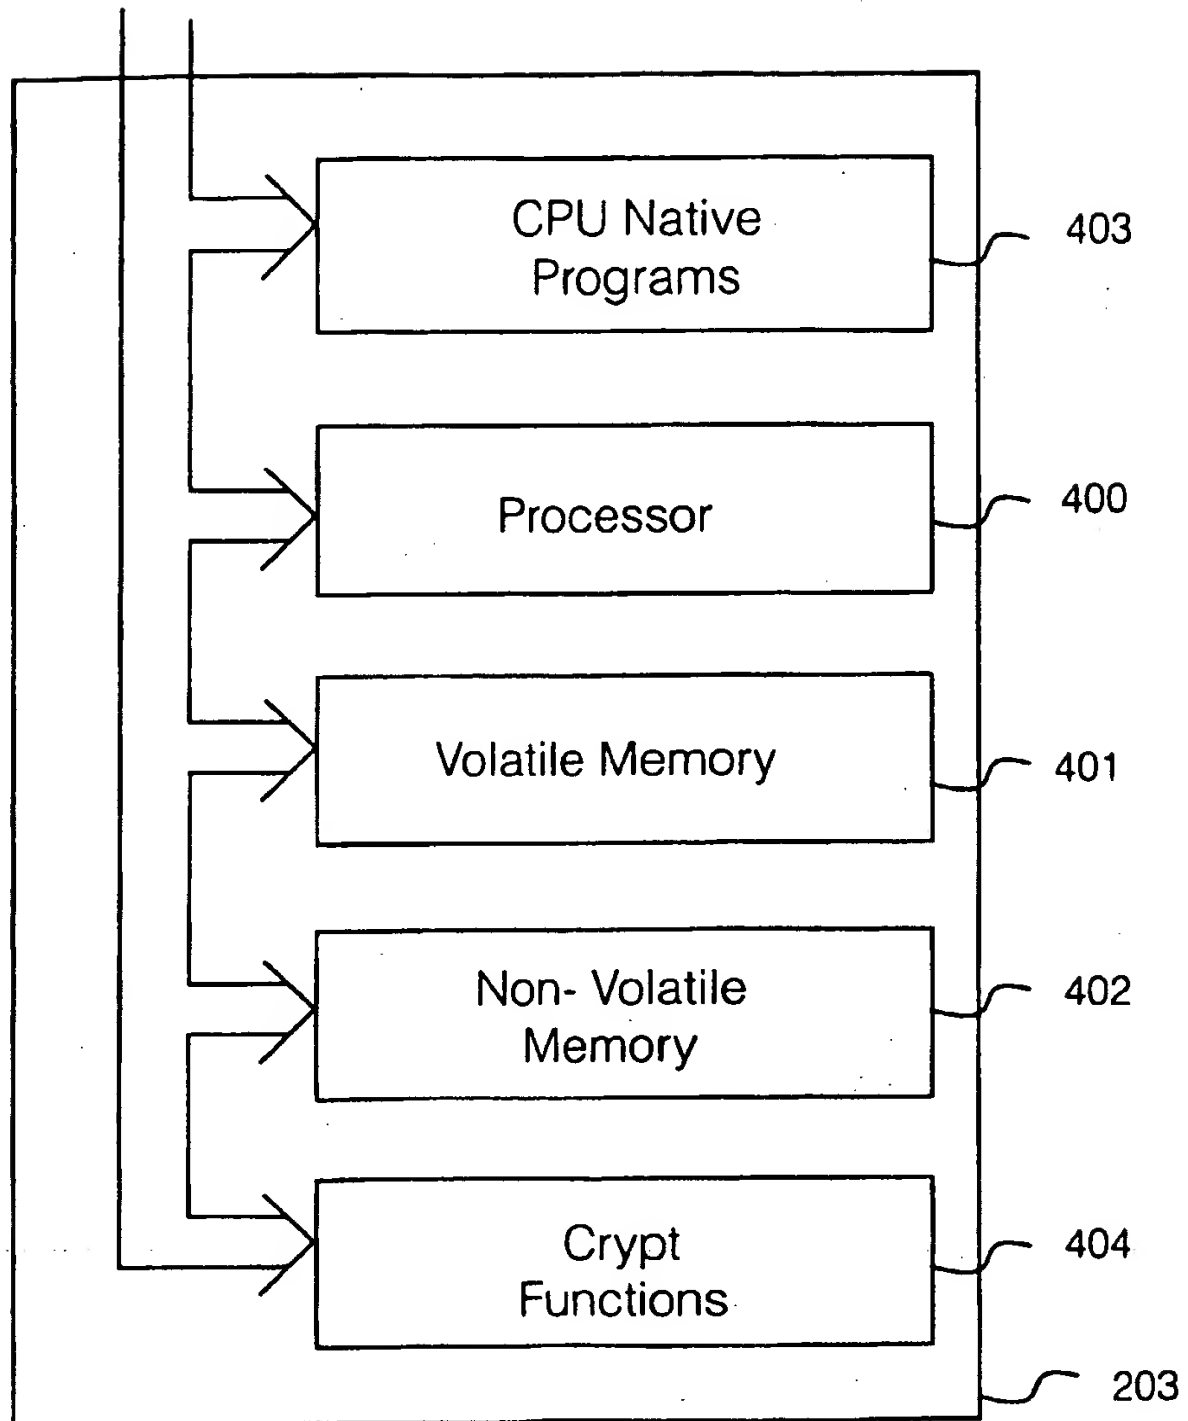 CPU Native
Programs
403
Processor
400
Volatile Memory
401
Non- Volatile
Memory
402
Crypt
Functions
404
203